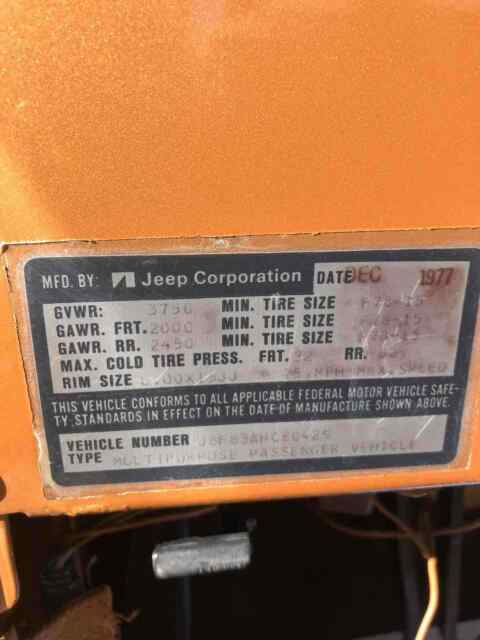 MFD. BY: Jeep Corporation DATE DEC 1977
GVWR: 3750 MIN. TIRE SIZE
GAWR. FRT. 2000 MIN. TIRE SIZE
GAWR. RR. 2450 MIN. TIRE SIZE
MAX. COLD TIRE PRESS. FRT. RR.
RIM SIZE MPH MAX. SPEED
THIS VEHICLE CONFORMS TO ALL APPLICABLE FEDERAL MOTOR VEHICLE SAFE-
TY STANDARDS IN EFFECT ON THE DATE OF MANUFACTURE SHOWN ABOVE.
VEHICLE NUMBER
TYPE MULTIPURPOSE PASSENGER VEHICLE